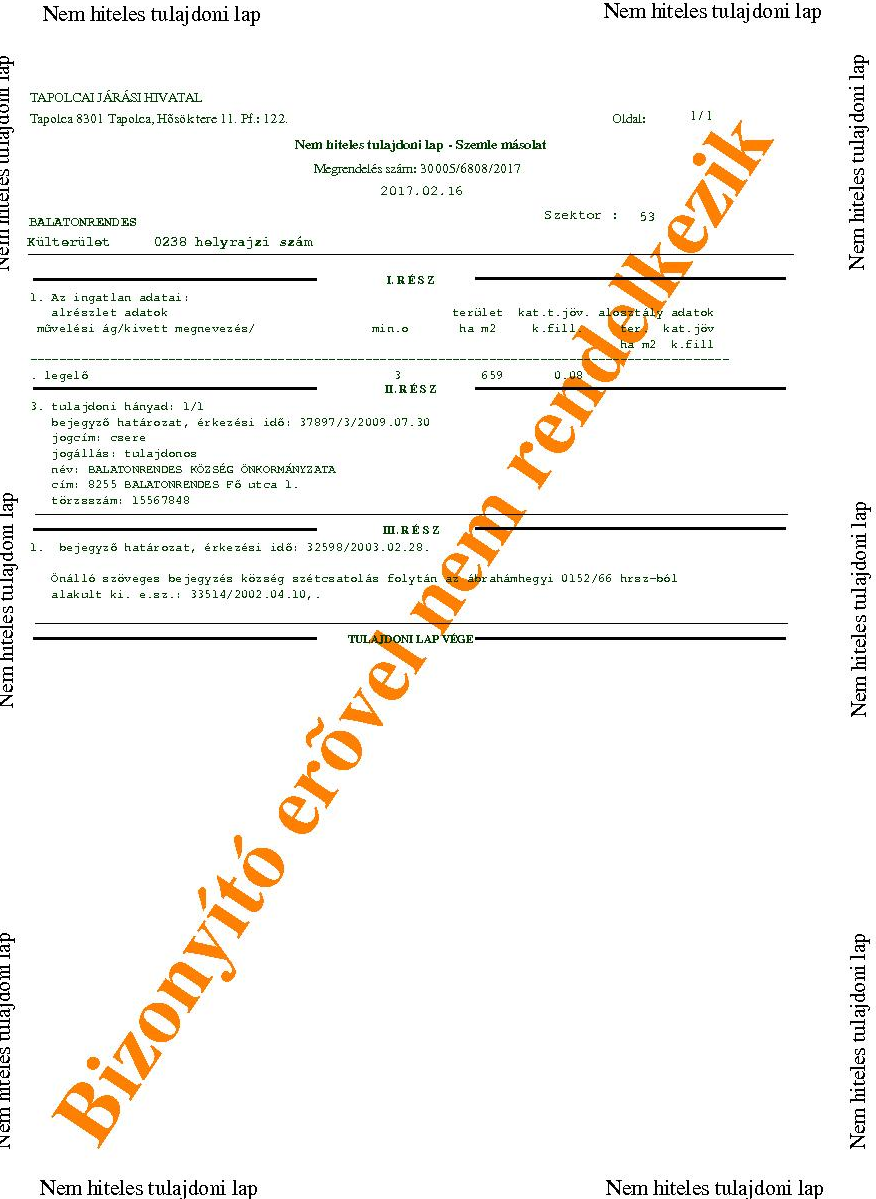 Nem hiteles tulajdoni lap
Nem hiteles tulajdoni lap
TAPOLCAI JÁRÁSI HIVATAL
Tapolca 8301 Tapolca, Hősök tere 11. Pf.: 122.
Oldal: 1/1
Nem hiteles tulajdoni lap - Szemle másolat
Megrendelés szám: 30005/6808/2017
2017.02.16
Szektor : 53
BALATONRENDES
Külterület 0238 helyrajzi szám
I. RÉSZ
1. Az ingatlan adatai:
alrészlet adatok terület kat.t.jöv. alosztály adatok
művelési ág/kivett megnevezés/ min.o ha m2 k.fill. ter. kat.jöv
ha m2 k.fill
. legelő 3 659 0.08
II. RÉSZ
3. tulajdoni hányad: 1/1
bejegyző határozat, érkezési idő: 37897/3/2009.07.30
jogcím: csere
jogállás: tulajdonos
név: BALATONRENDES KÖZSÉG ÖNKORMÁNYZATA
cím: 8255 BALATONRENDES Fő utca 1.
törzsszám: 15567848
III. RÉSZ
1. bejegyző határozat, érkezési idő: 32598/2003.02.28.
Önálló szöveges bejegyzés község szétcsatolás folytán az ábrahámhegyi 0152/66 hrsz-ból
alakult ki. e.sz.: 33514/2002.04.10,.
TULAJDONI LAP VÉGE
Bizonyító erõvel nem rendelkezik
Nem hiteles tulajdoni lap
Nem hiteles tulajdoni lap
Nem hiteles tulajdoni lap
Nem hiteles tulajdoni lap
Nem hiteles tulajdoni lap
Nem hiteles tulajdoni lap
Nem hiteles tulajdoni lap
Nem hiteles tulajdoni lap